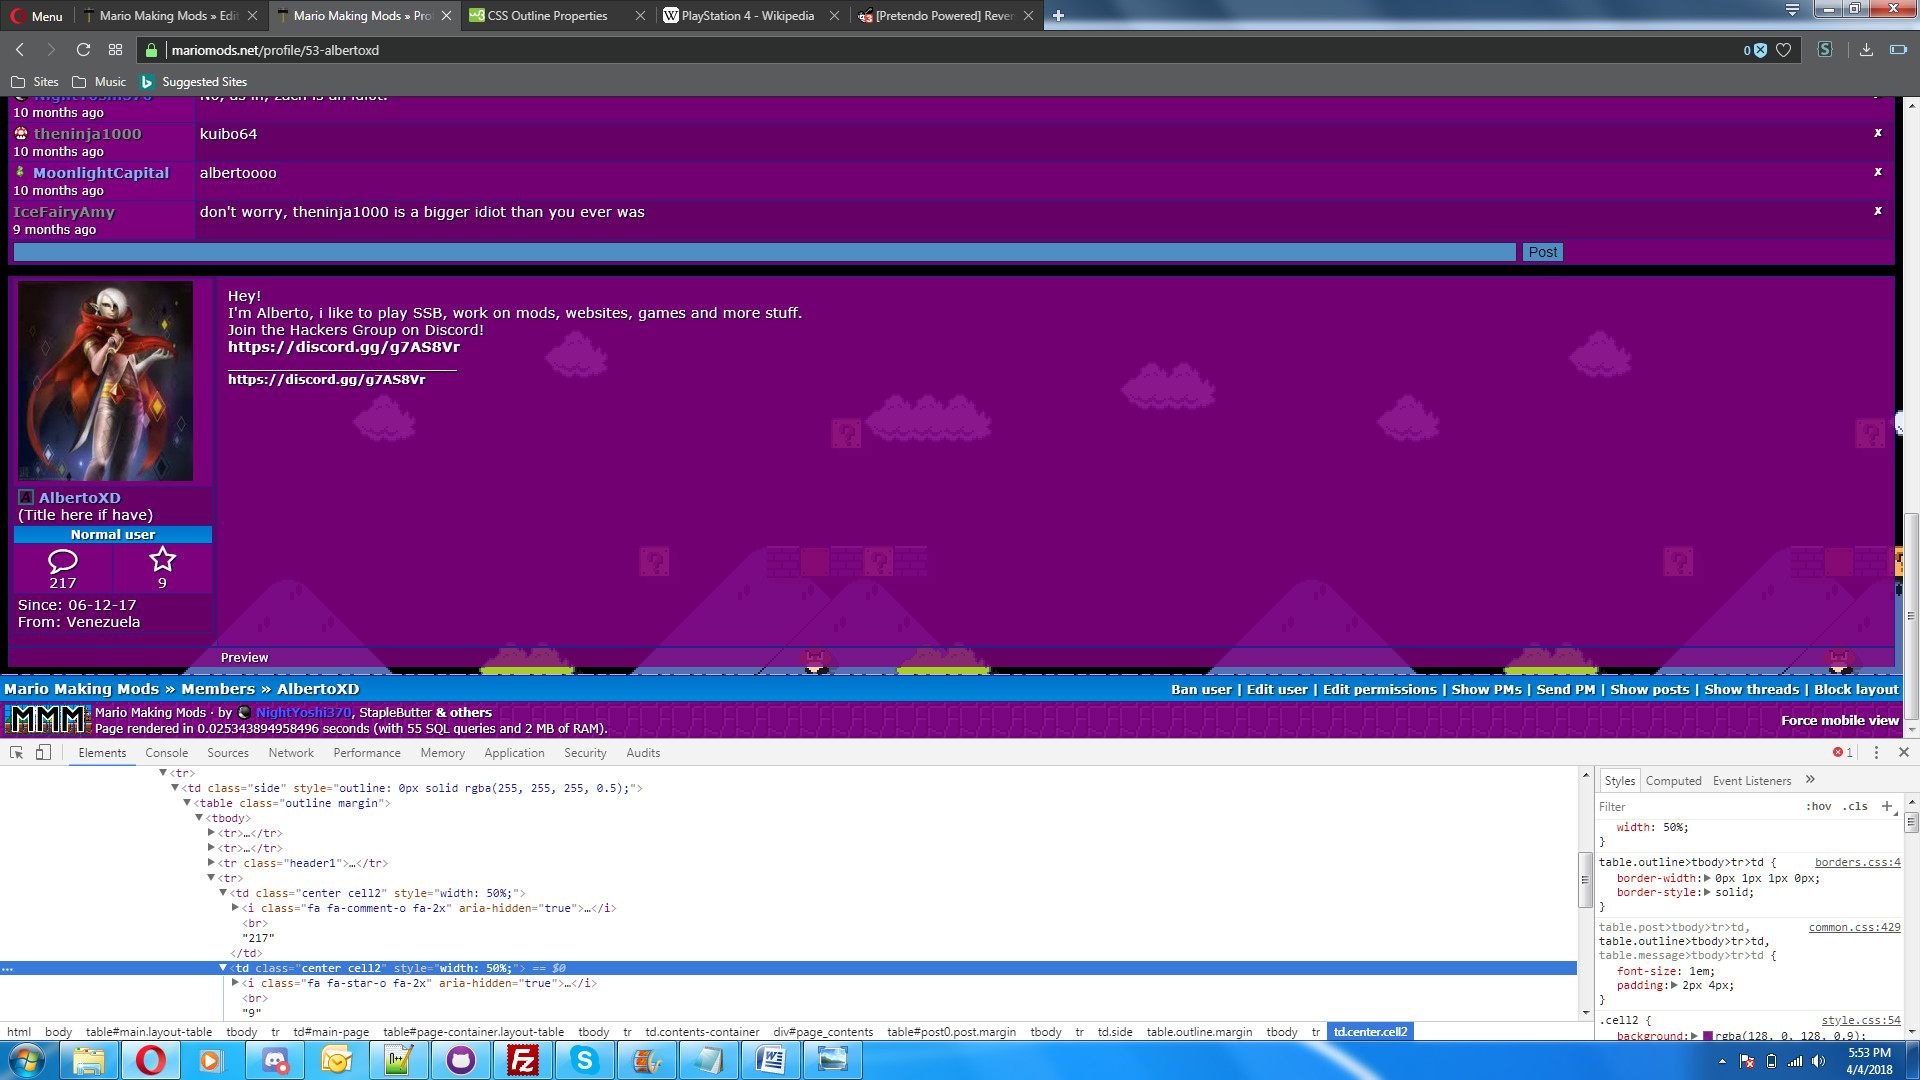 Menu
Mario Making Mods » Edi
Mario Making Mods » Pro
CSS Outline Properties
PlayStation 4 - Wikipedia
[Pretendo Powered] Rever
mariomods.net/profile/53-albertoxd
0
Sites
Music
Suggested Sites
NightYoshi370
No, as in, zach is an idiot.
10 months ago
theninja1000
kuibo64
x
10 months ago
MoonlightCapital
albertoooo
x
10 months ago
IceFairyAmy
don't worry, theninja1000 is a bigger idiot than you ever was
x
9 months ago
Post
Hey!
I'm Alberto, i like to play SSB, work on mods, websites, games and more stuff.
Join the Hackers Group on Discord!
https://discord.gg/g7AS8Vr
https://discord.gg/g7AS8Vr
AlbertoXD
(Title here if have)
Normal user
217
9
Since: 06-12-17
From: Venezuela
Preview
Mario Making Mods » Members » AlbertoXD
Ban user | Edit user | Edit permissions | Show PMs | Send PM | Show posts | Show threads | Block layout
MMM
Mario Making Mods · by NightYoshi370, StapleButter & others
Page rendered in 0.025343894958496 seconds (with 55 SQL queries and 2 MB of RAM).
Force mobile view
Elements Console Sources Network Performance Memory Application Security Audits
1
<tr>
<td class="side" style="outline: 0px solid rgba(255, 255, 255, 0.5);">
<table class="outline margin">
<tbody>
<tr>…</tr>
<tr>…</tr>
<tr class="header1">…</tr>
<tr>
<td class="center cell2" style="width: 50%;">
<i class="fa fa-comment-o fa-2x" aria-hidden="true">…</i>
<br>
"217"
</td>
<td class="center cell2" style="width: 50%;"> == $0
<i class="fa fa-star-o fa-2x" aria-hidden="true">…</i>
<br>
"9"
html body table#main.layout-table tbody tr td#main-page table#page-container.layout-table tbody tr td.contents-container div#page_contents table#post0.post.margin tbody tr td.side table.outline.margin tbody tr td.center.cell2
Styles Computed Event Listeners »
Filter
:hov .cls +
width: 50%;
}
table.outline>tbody>tr>td {
borders.css:4
border-width: 0px 1px 1px 0px;
border-style: solid;
}
table.post>tbody>tr>td,
common.css:429
table.outline>tbody>tr>td,
table.message>tbody>tr>td {
font-size: 1em;
padding: 2px 4px;
}
.cell2 {
style.css:54
background: rgba(128, 0, 128, 0.9);
5:53 PM
4/4/2018